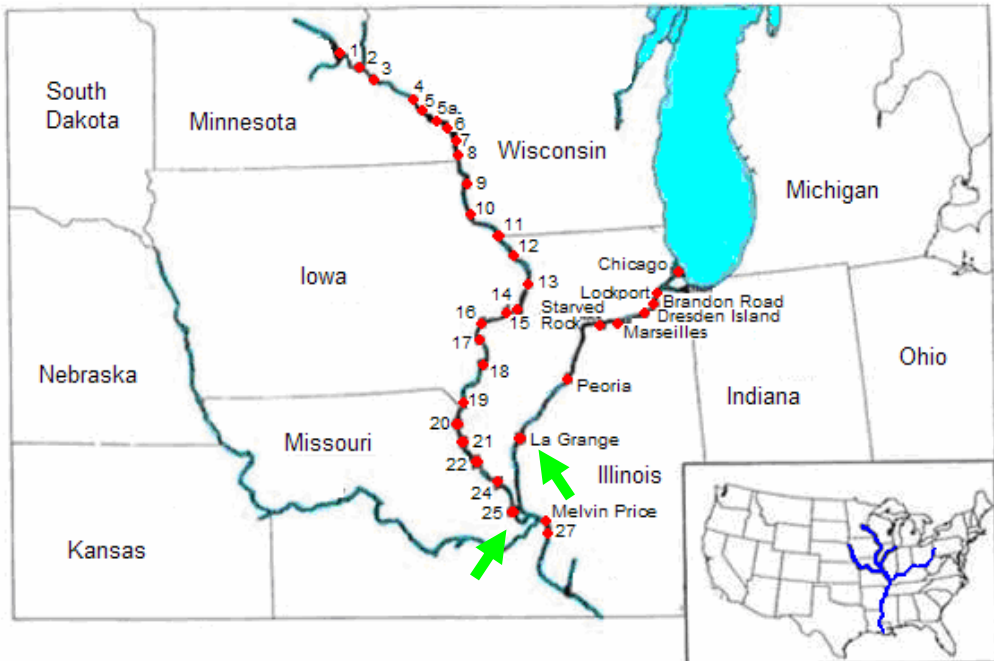 1
2
3
South
Dakota
Minnesota
4
5
5a
6
7
8
Wisconsin
Michigan
9
10
11
12
13
Iowa
Chicago
Lockport
Brandon Road
Dresden Island
Starved
Rock
Marseilles
14
15
16
17
18
Nebraska
Ohio
Peoria
Indiana
19
20
21
22
Missouri
La Grange
Illinois
24
25
Melvin Price
27
Kansas